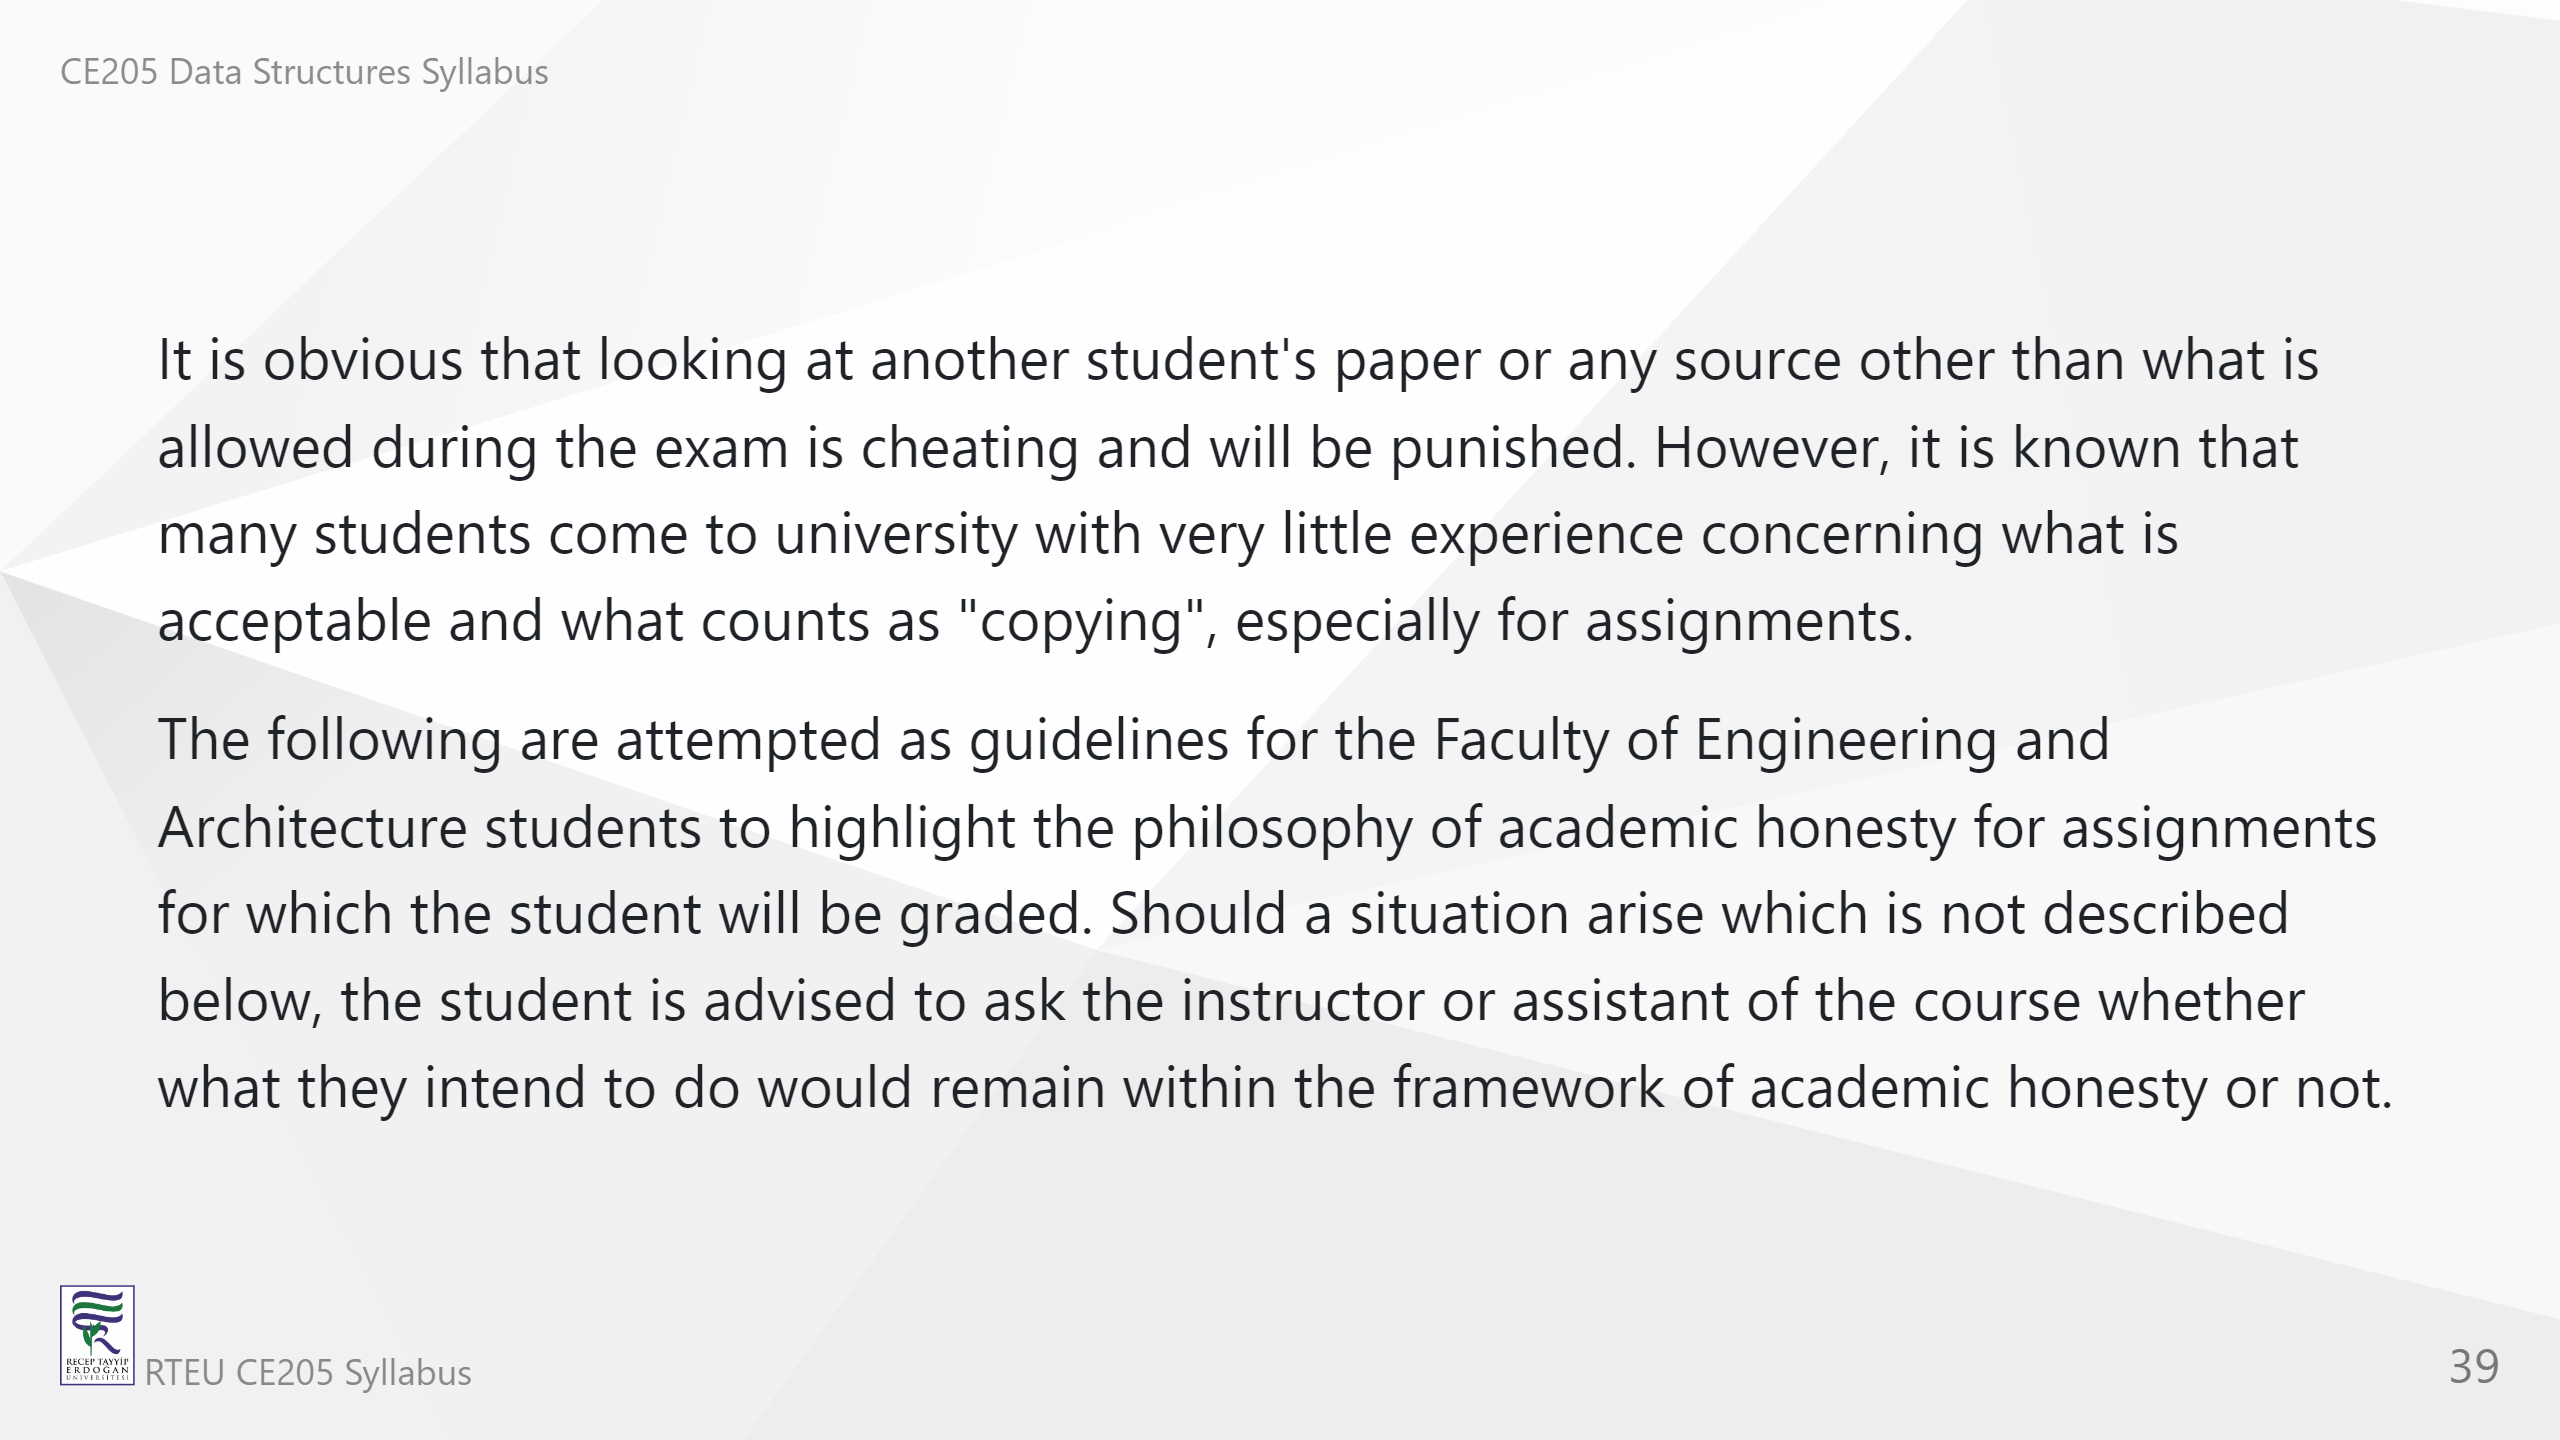 CE205 Data Structures Syllabus
It is obvious that looking at another student's paper or any source other than what is
allowed during the exam is cheating and will be punished. However, it is known that
many students come to university with very little experience concerning what is
acceptable and what counts as "copying", especially for assignments.
The following are attempted as guidelines for the Faculty of Engineering and
Architecture students to highlight the philosophy of academic honesty for assignments
for which the student will be graded. Should a situation arise which is not described
below, the student is advised to ask the instructor or assistant of the course whether
what they intend to do would remain within the framework of academic honesty or not.
RECEP TAYYİP
ERDOĞAN
ÜNİVERSİTESİ
RTEU CE205 Syllabus
39